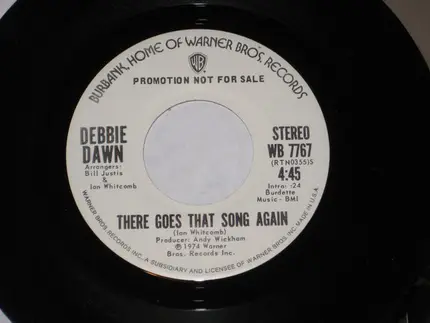 BURBANK, HOME OF WARNER BROS. RECORDS
WB
PROMOTION NOT FOR SALE
DEBBIE
DAWN
Arrangers:
Bill Justis
&
Ian Whitcomb
STEREO
WB 7767
(RTN0355)S
4:45
Intro: :24
Burdette
Music-BMI
THERE GOES THAT SONG AGAIN
(Ian Whitcomb)
Producer: Andy Wickham
℗ 1974 Warner
Bros. Records Inc.
WARNER BROS. RECORDS INC., A SUBSIDIARY AND LICENSEE OF WARNER BROS. INC. MADE IN U.S.A.